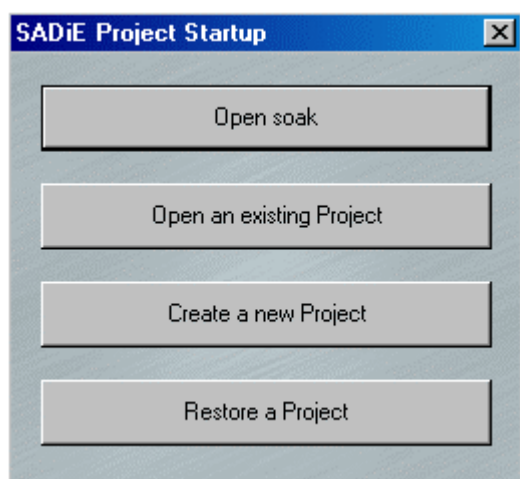 SADiE Project Startup
Open soak
Open an existing Project
Create a new Project
Restore a Project